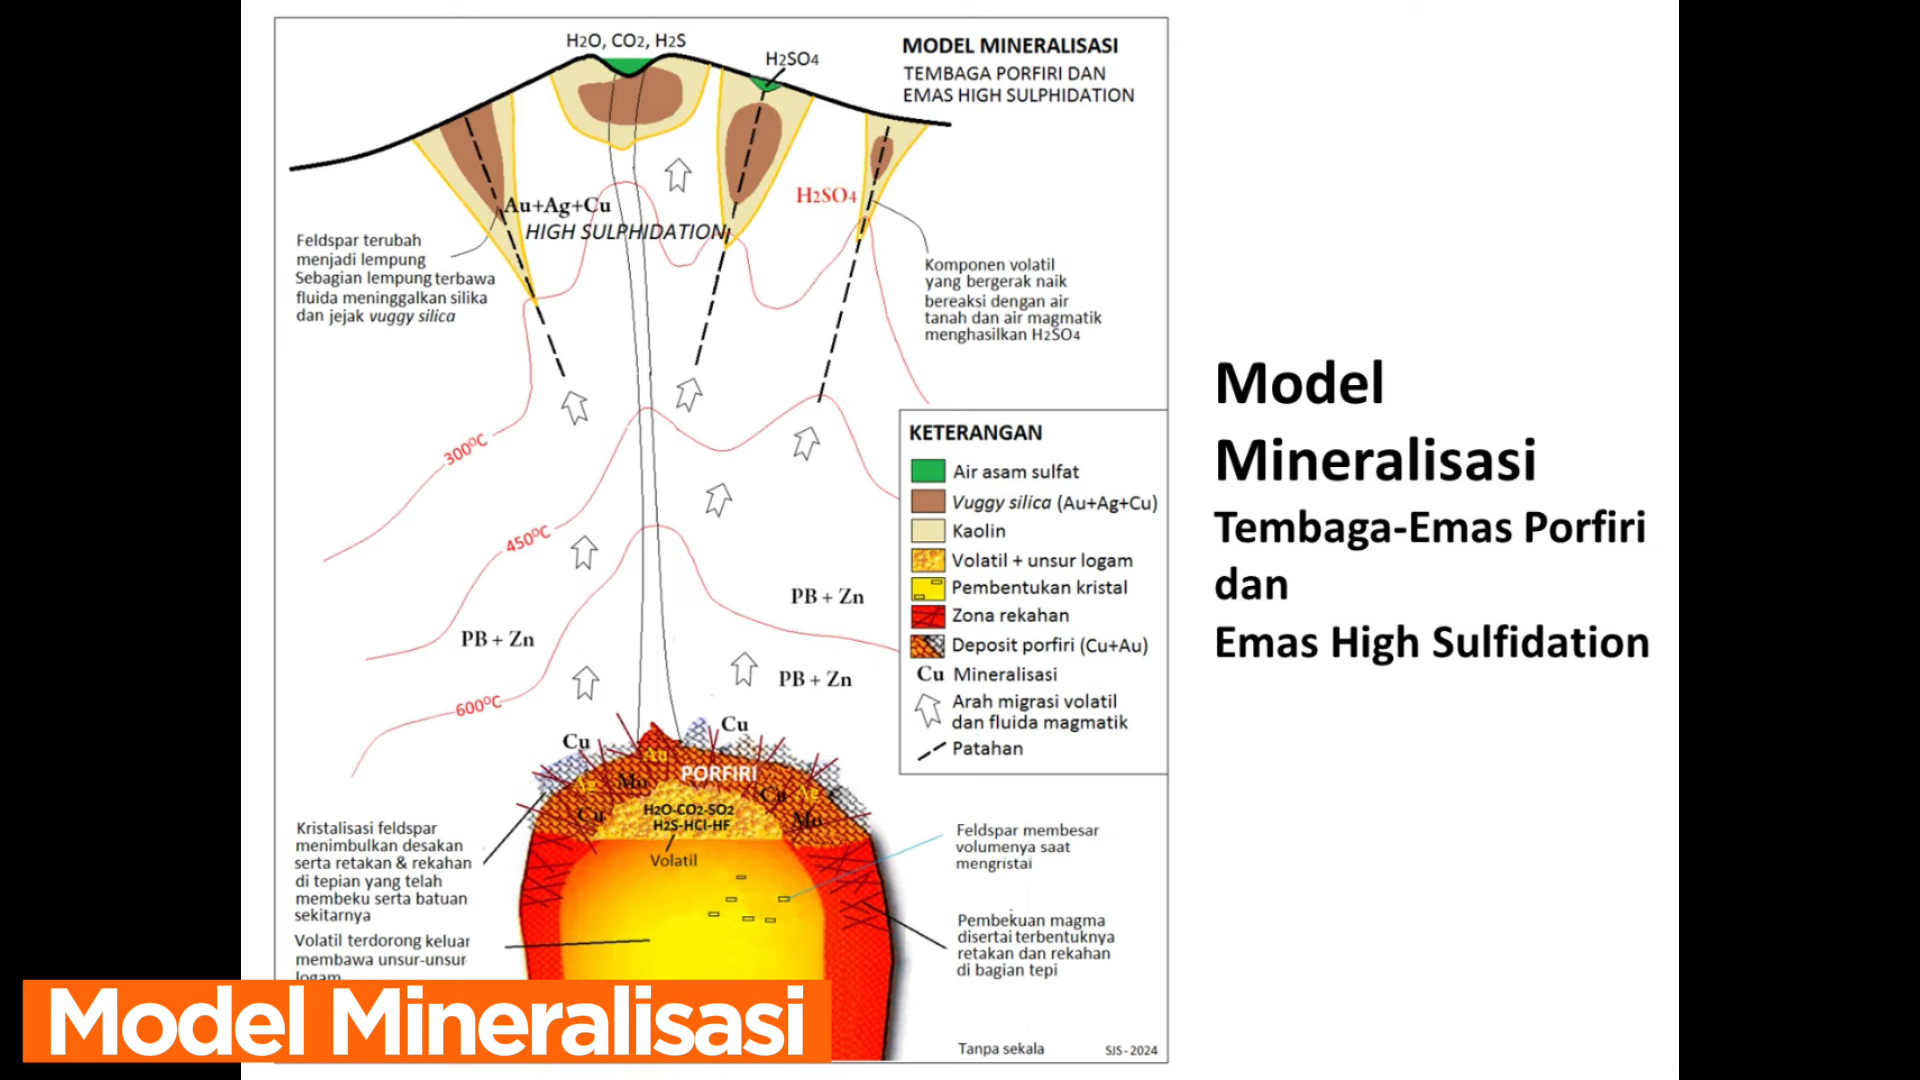 H2O, CO2, H2S
H2SO4
MODEL MINERALISASI
TEMBAGA PORFIRI DAN
EMAS HIGH SULPHIDATION
H2SO4
Au+Ag+Cu
HIGH SULPHIDATION
Feldspar terubah
menjadi lempung
Sebagian lempung terbawa
fluida meninggalkan silika
dan jejak vuggy silica
Komponen volatil
yang bergerak naik
bereaksi dengan air
tanah dan air magmatik
menghasilkan H2SO4
300°C
450°C
600°C
PB + Zn
PB + Zn
PB + Zn
KETERANGAN
Air asam sulfat
Vuggy silica (Au+Ag+Cu)
Kaolin
Volatil + unsur logam
Pembentukan kristal
Zona rekahan
Deposit porfiri (Cu+Au)
Cu Mineralisasi
Arah migrasi volatil
dan fluida magmatik
Patahan
Cu
Cu
Au
PORFIRI
Ag
Mo
Cu
Ag
Cu
Mo
H2O-CO2-SO2
H2S-HCl-HF
Volatil
Kristalisasi feldspar
menimbulkan desakan
serta retakan & rekahan
di tepian yang telah
membeku serta batuan
sekitarnya
Volatil terdorong keluar
membawa unsur-unsur
logam
Feldspar membesar
volumenya saat
mengristal
Pembekuan magma
disertai terbentuknya
retakan dan rekahan
di bagian tepi
Tanpa sekala
SJS - 2024
Model
Mineralisasi
Tembaga-Emas Porfiri
dan
Emas High Sulfidation
Model Mineralisasi